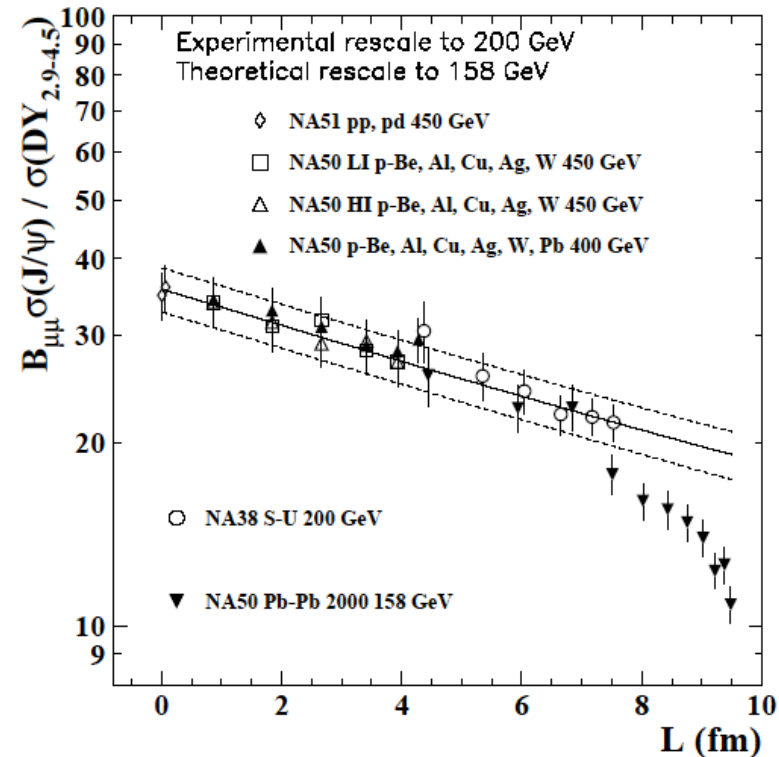 Experimental rescale to 200 GeV
Theoretical rescale to 158 GeV
NA51 pp, pd 450 GeV
NA50 LI p-Be, Al, Cu, Ag, W 450 GeV
NA50 HI p-Be, Al, Cu, Ag, W 450 GeV
NA50 p-Be, Al, Cu, Ag, W, Pb 400 GeV
NA38 S-U 200 GeV
NA50 Pb-Pb 2000 158 GeV
B_μμ σ(J/ψ) / σ(DY_2.9-4.5)
100
90
80
70
60
50
40
30
20
10
9
0 2 4 6 8 10
L (fm)